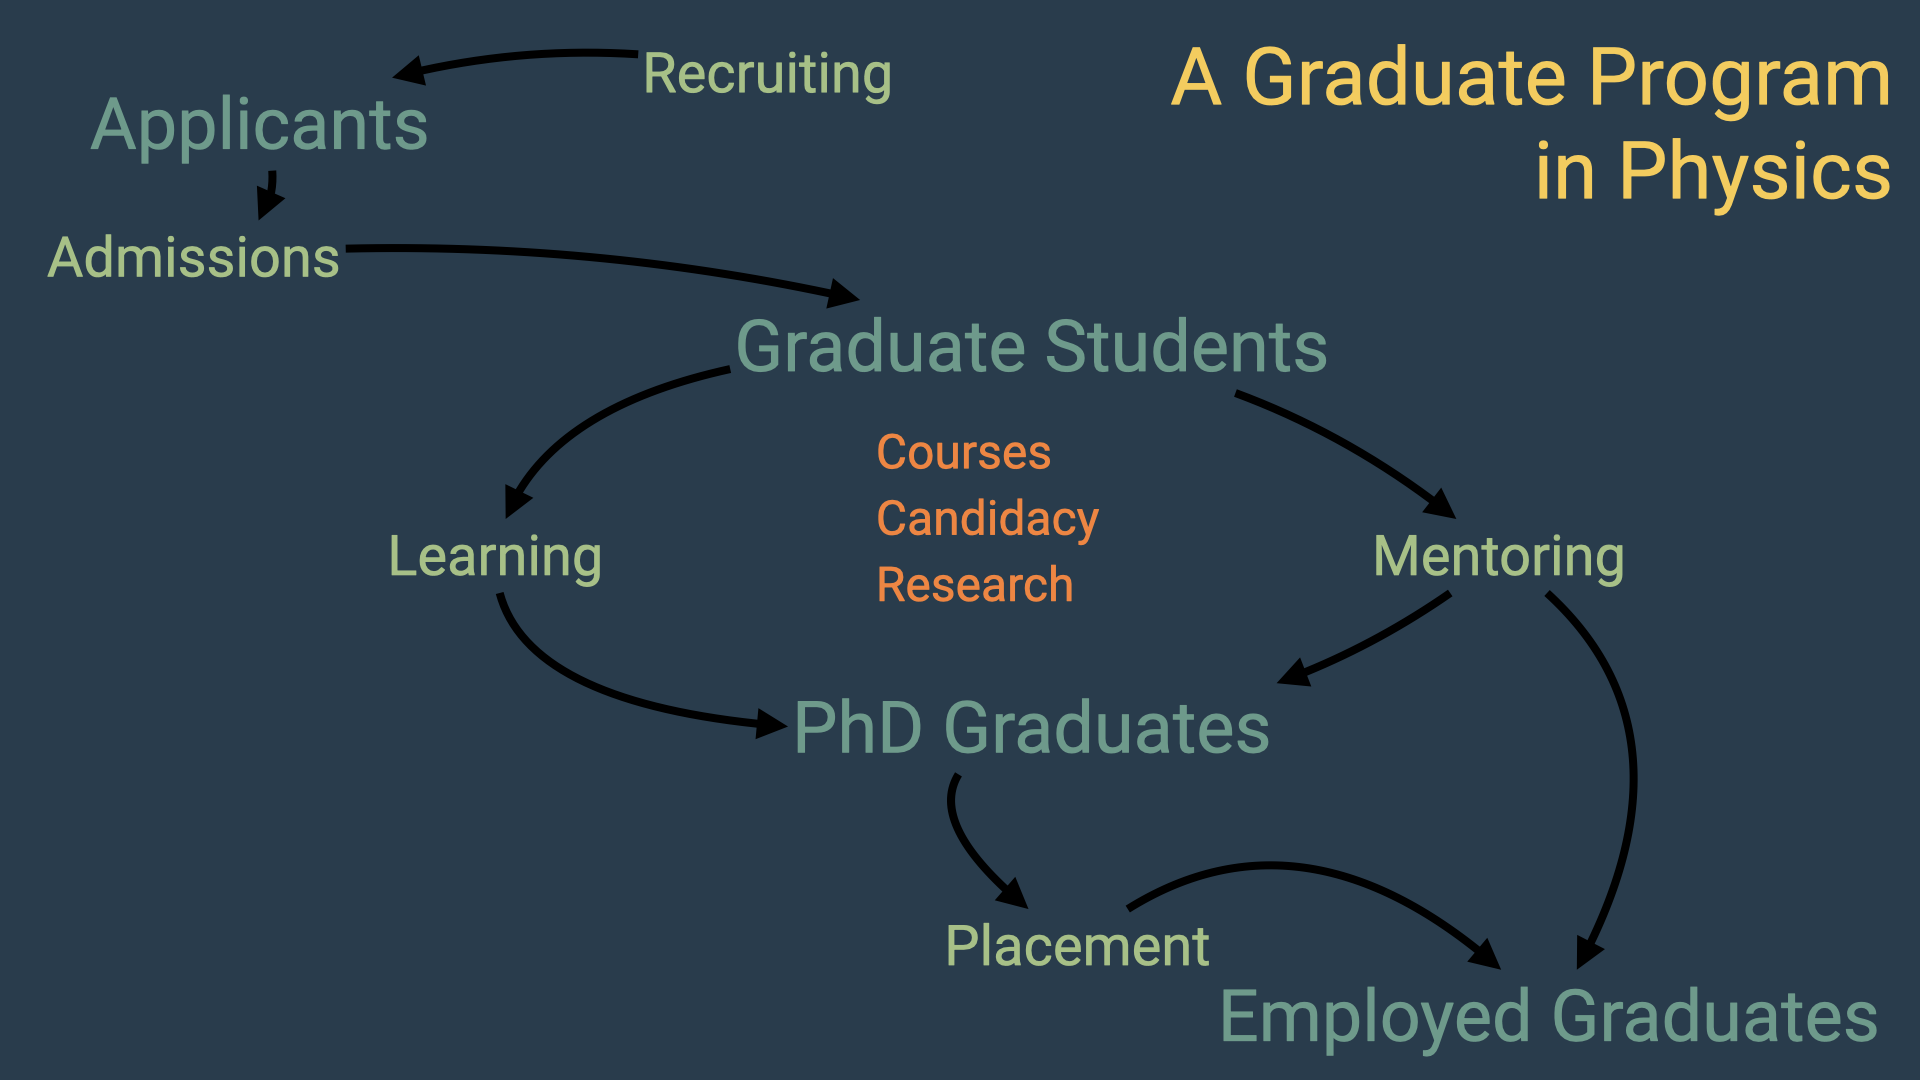 A Graduate Program
in Physics
Recruiting
Applicants
Admissions
Graduate Students
Courses
Candidacy
Research
Learning
Mentoring
PhD Graduates
Placement
Employed Graduates